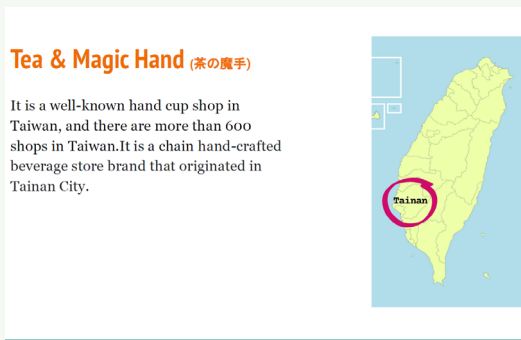 Tea & Magic Hand (茶の魔手)
It is a well-known hand cup shop in
Taiwan, and there are more than 600
shops in Taiwan.It is a chain hand-crafted
beverage store brand that originated in
Tainan City.
Tainan